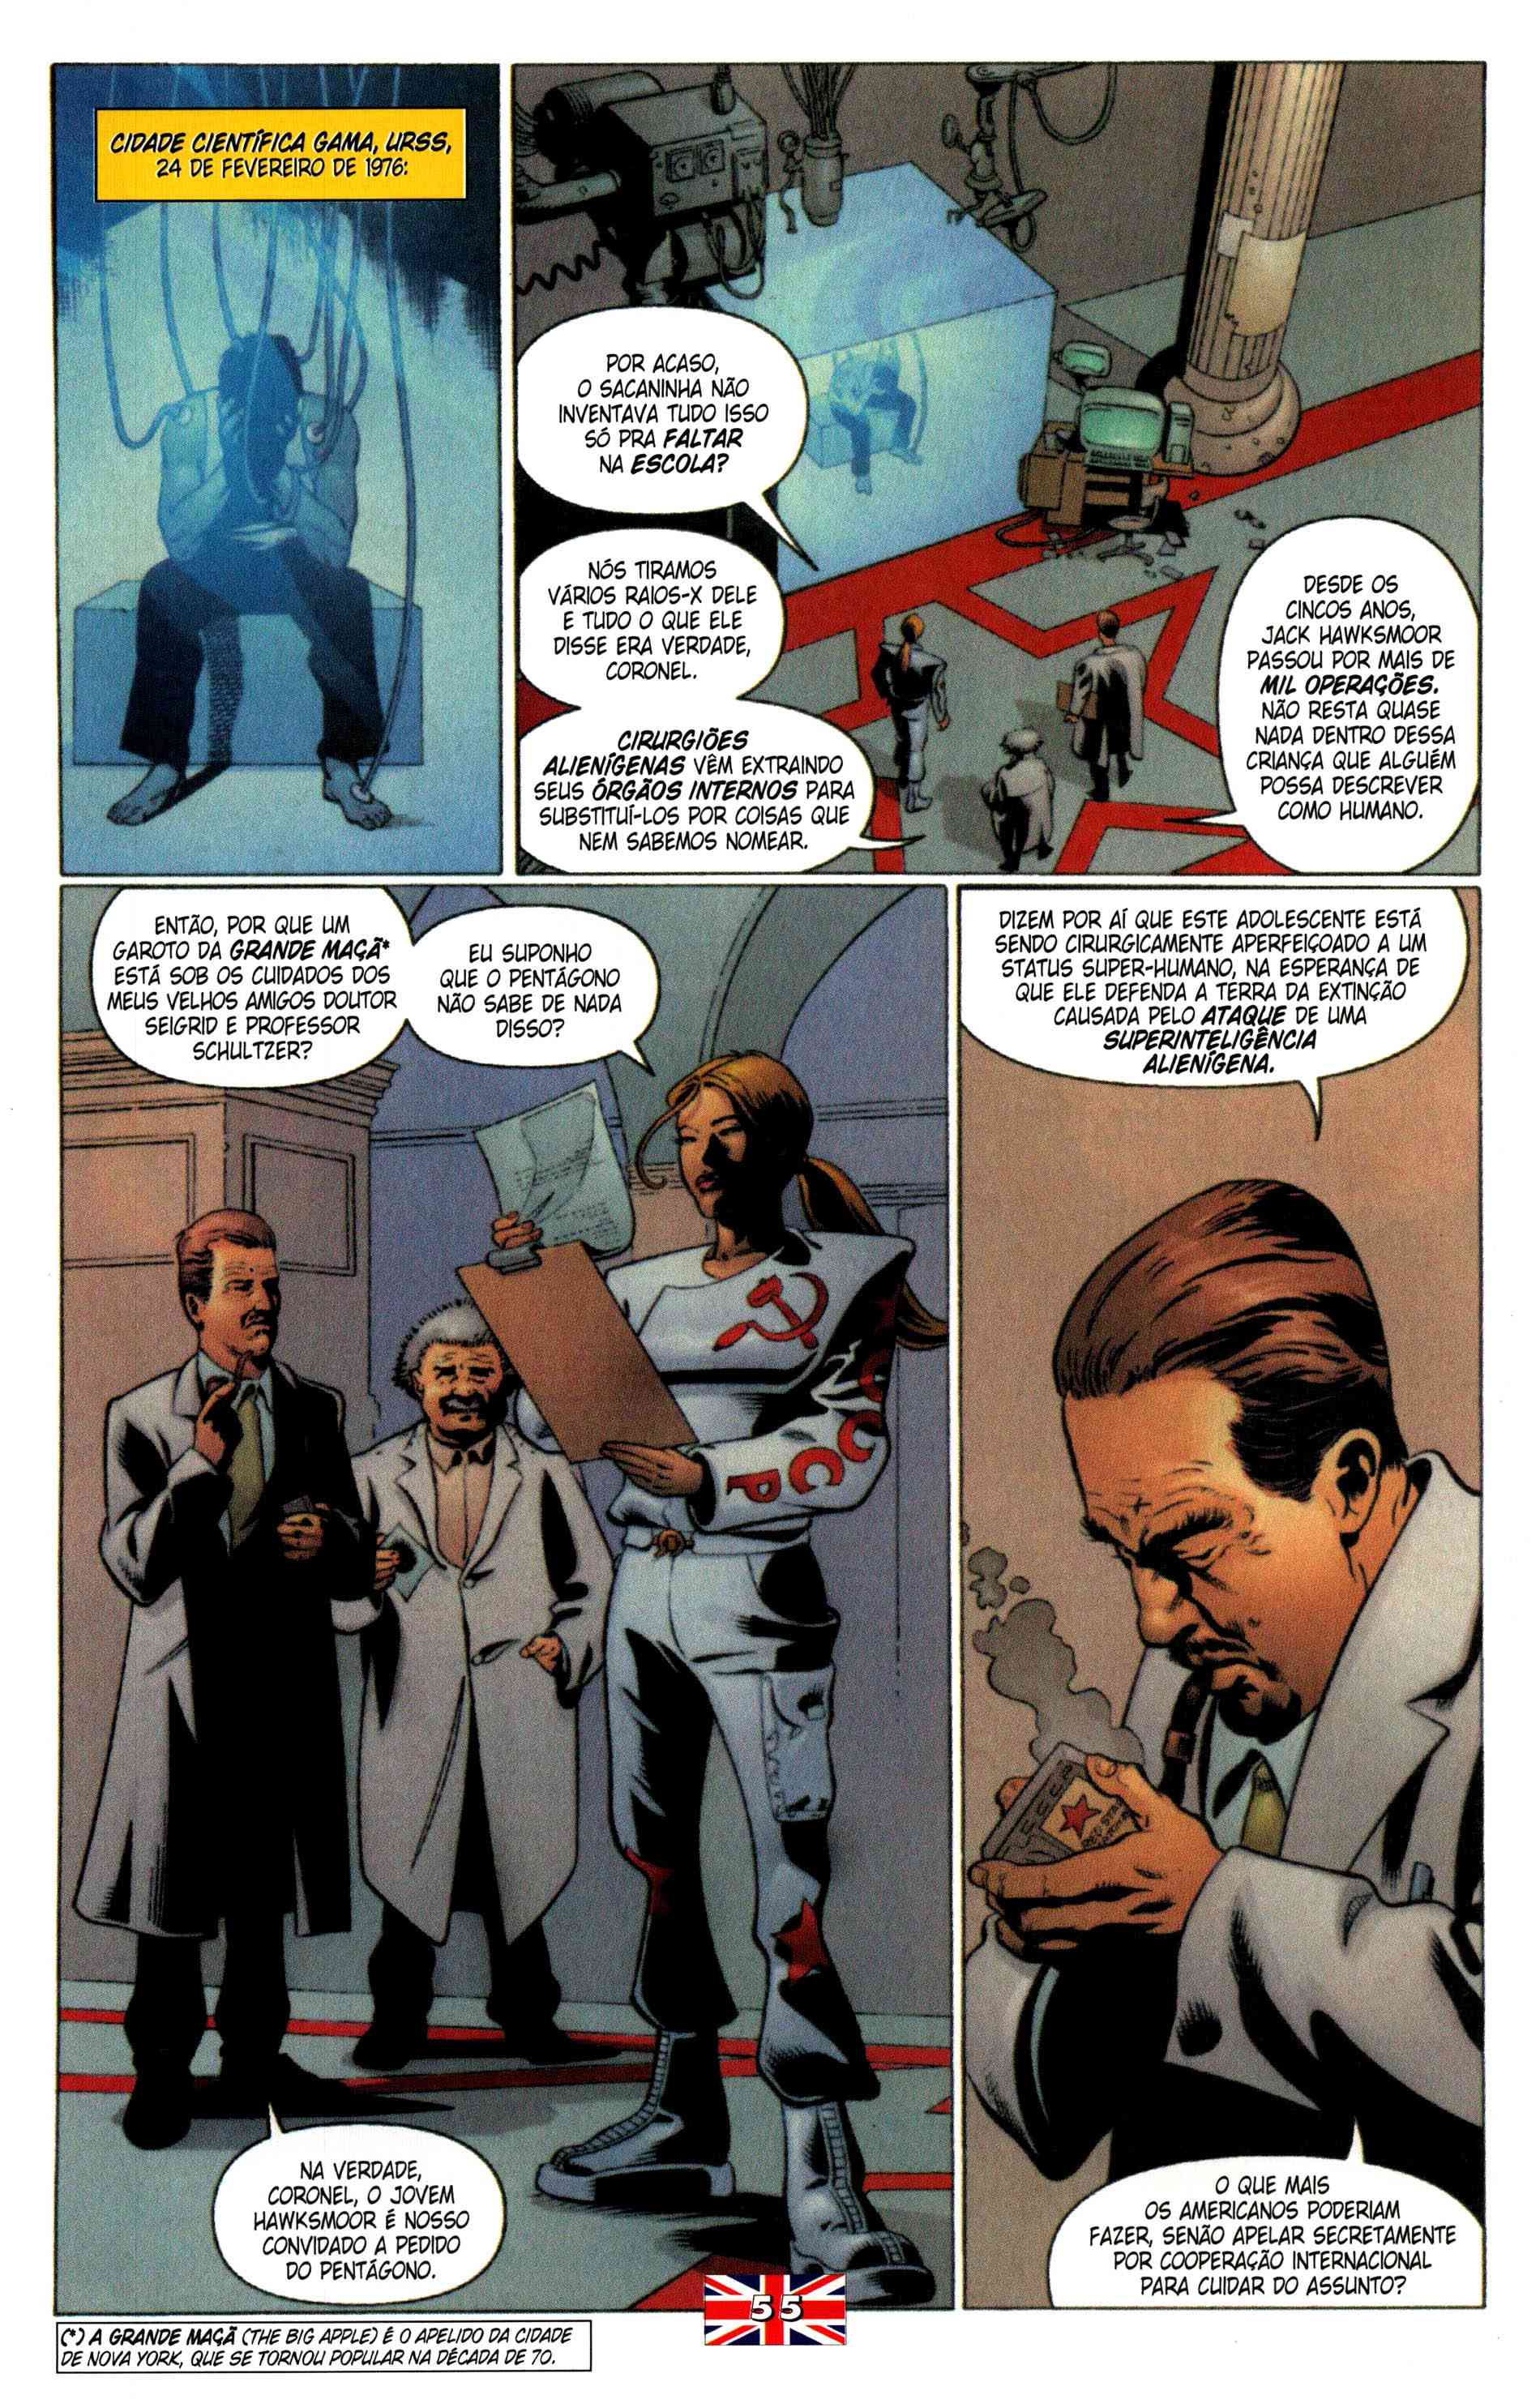 CIDADE CIENTÍFICA GAMA, URSS,
24 DE FEVEREIRO DE 1976:
POR ACASO,
O SACANINHA NÃO
INVENTAVA TUDO ISSO
SÓ PRA FALTAR
NA ESCOLA?
NÓS TIRAMOS
VÁRIOS RAIOS-X DELE
E TUDO O QUE ELE
DISSE ERA VERDADE,
CORONEL.
CIRURGIÕES
ALIENÍGENAS VÊM EXTRAINDO
SEUS ÓRGÃOS INTERNOS PARA
SUBSTITUÍ-LOS POR COISAS QUE
NEM SABEMOS NOMEAR.
DESDE OS
CINCOS ANOS,
JACK HAWKSMOOR
PASSOU POR MAIS DE
MIL OPERAÇÕES.
NÃO RESTA QUASE
NADA DENTRO DESSA
CRIANÇA QUE ALGUÉM
POSSA DESCREVER
COMO HUMANO.
ENTÃO, POR QUE UM
GAROTO DA GRANDE MAÇÃ*
ESTÁ SOB OS CUIDADOS DOS
MEUS VELHOS AMIGOS DOUTOR
SEIGRID E PROFESSOR
SCHULTZER?
EU SUPONHO
QUE O PENTÁGONO
NÃO SABE DE NADA
DISSO?
CCCP
NA VERDADE,
CORONEL, O JOVEM
HAWKSMOOR É NOSSO
CONVIDADO A PEDIDO
DO PENTÁGONO.
DIZEM POR AÍ QUE ESTE ADOLESCENTE ESTÁ
SENDO CIRURGICAMENTE APERFEIÇOADO A UM
STATUS SUPER-HUMANO, NA ESPERANÇA DE
QUE ELE DEFENDA A TERRA DA EXTINÇÃO
CAUSADA PELO ATAQUE DE UMA
SUPERINTELIGÊNCIA
ALIENÍGENA.
O QUE MAIS
OS AMERICANOS PODERIAM
FAZER, SENÃO APELAR SECRETAMENTE
POR COOPERAÇÃO INTERNACIONAL
PARA CUIDAR DO ASSUNTO?
(*) A GRANDE MAÇÃ (THE BIG APPLE) É O APELIDO DA CIDADE
DE NOVA YORK, QUE SE TORNOU POPULAR NA DÉCADA DE 70.
55